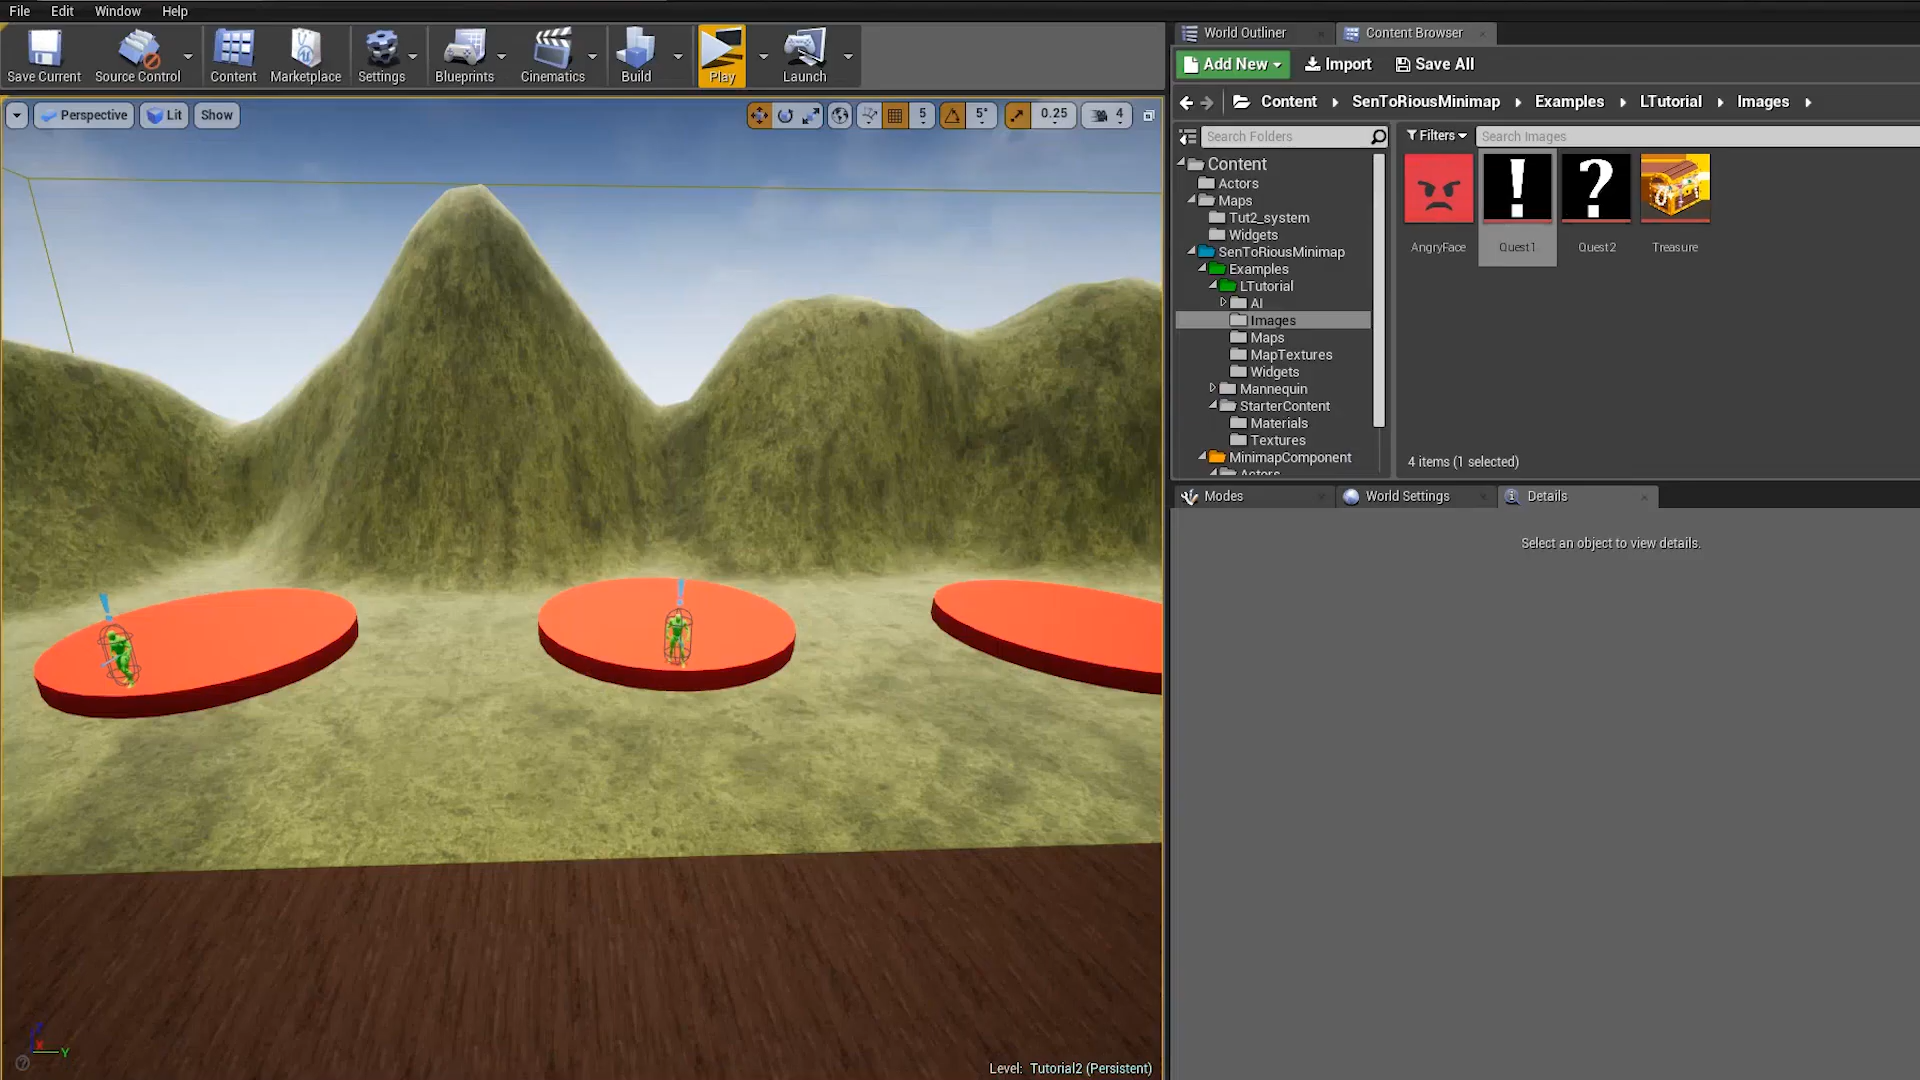 File Edit Window Help
Save Current Source Control Content Marketplace Settings Blueprints Cinematics Build Play Launch
Perspective Lit Show 5 5° 0.25 4
World Outliner Content Browser
Add New Import Save All
Content SenToRiousMinimap Examples LTutorial Images
Search Folders
Filters Search Images
Content
Actors
Maps
Tut2_system
Widgets
SenToRiousMinimap
Examples
LTutorial
AI
Images
Maps
MapTextures
Widgets
Mannequin
StarterContent
Materials
Textures
MinimapComponent
Actors
! ?
AngryFace Quest1 Quest2 Treasure
4 items (1 selected)
Modes World Settings Details
Select an object to view details.
Y
Level: Tutorial2 (Persistent)